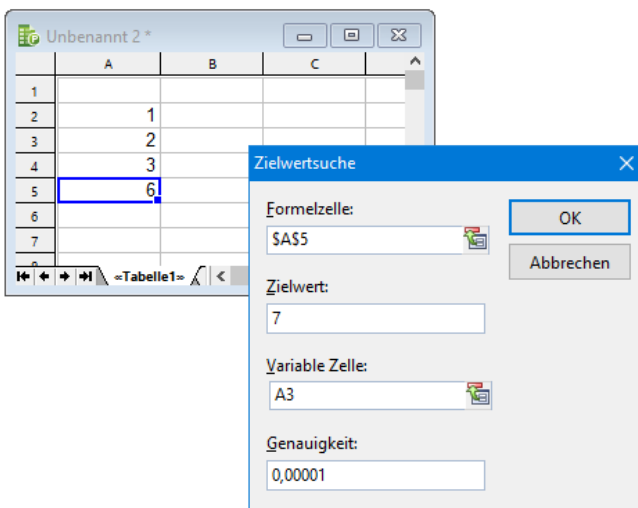 Unbenannt 2 *
A B C
1
2 1
3 2
4 3
5 6
6
7
«Tabelle1»
Zielwertsuche
Formelzelle:
$A$5
OK
Abbrechen
Zielwert:
7
Variable Zelle:
A3
Genauigkeit:
0,00001